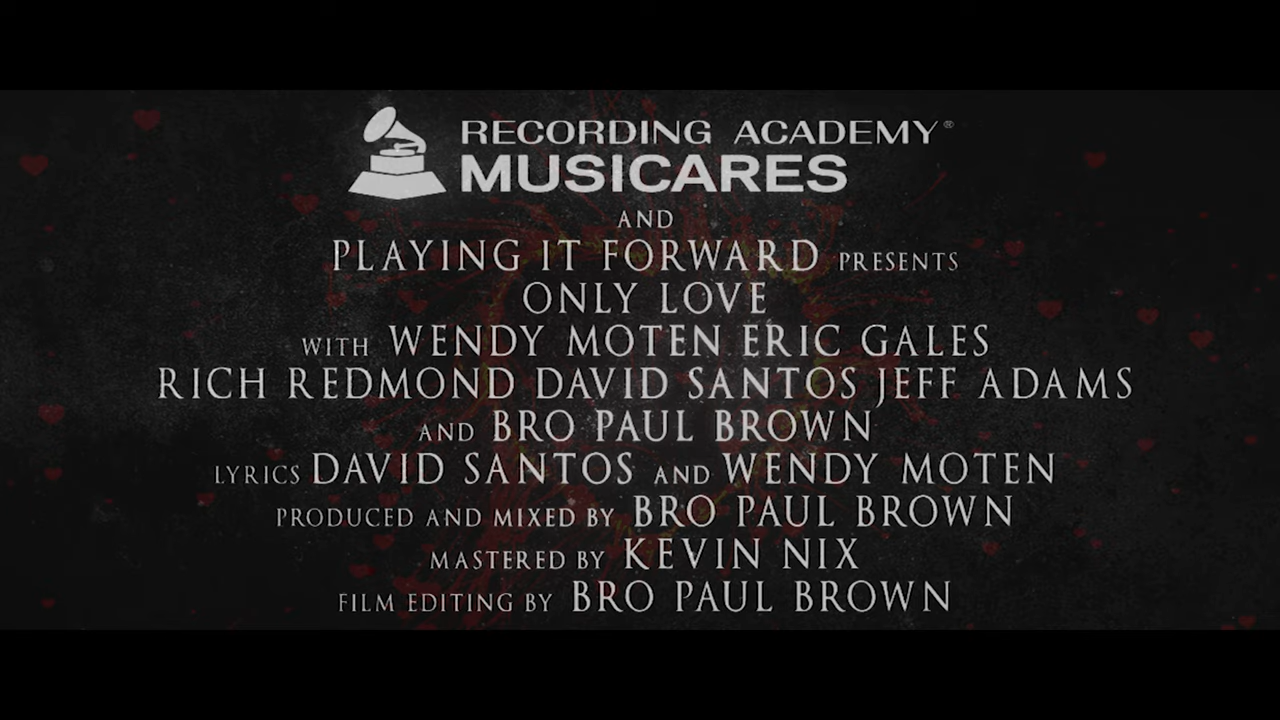 RECORDING ACADEMY®
MUSICARES
AND
PLAYING IT FORWARD PRESENTS
ONLY LOVE
WITH WENDY MOTEN ERIC GALES
RICH REDMOND DAVID SANTOS JEFF ADAMS
AND BRO PAUL BROWN
LYRICS DAVID SANTOS AND WENDY MOTEN
PRODUCED AND MIXED BY BRO PAUL BROWN
MASTERED BY KEVIN NIX
FILM EDITING BY BRO PAUL BROWN